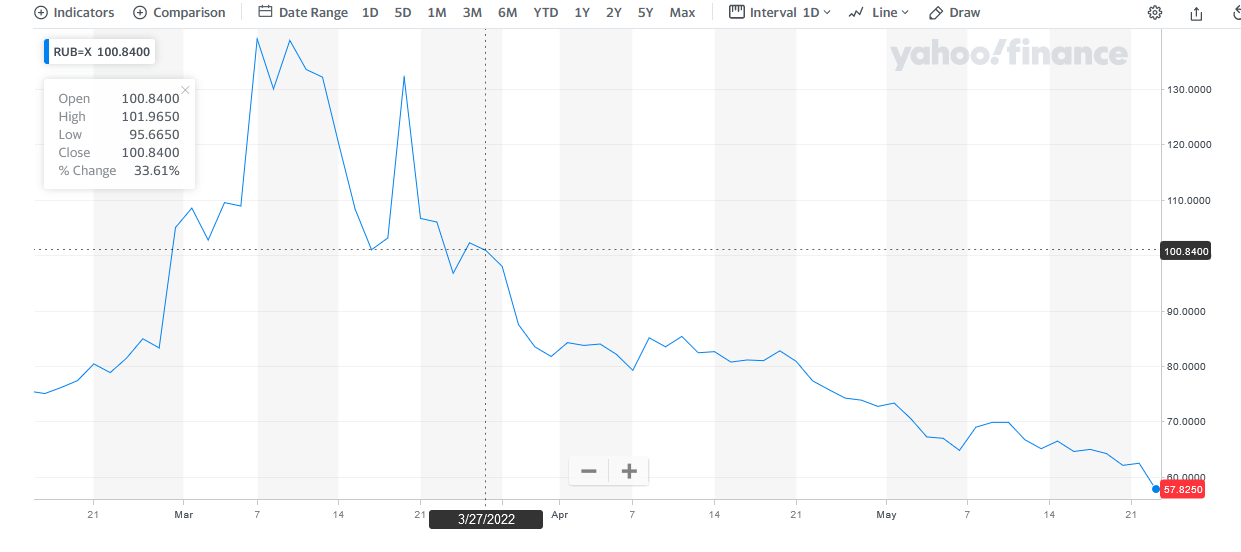 Indicators Comparison Date Range 1D 5D 1M 3M 6M YTD 1Y 2Y 5Y Max Interval 1D Line Draw
RUB=X 100.8400
yahoo!finance
Open 100.8400
High 101.9650
Low 95.6650
Close 100.8400
% Change 33.61%
130.0000
120.0000
110.0000
100.8400
90.0000
80.0000
70.0000
60.0000
57.8250
21 Mar 7 14 21 3/27/2022 Apr 7 14 21 May 7 14 21